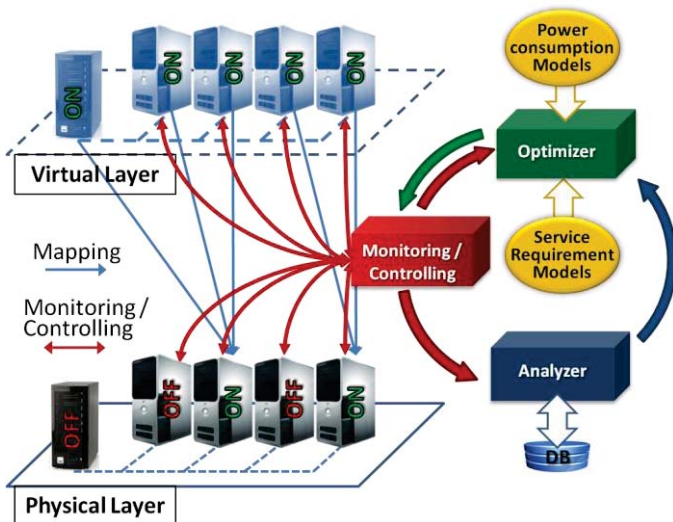 ON
ON
ON
ON
ON
Virtual Layer
Power
consumption
Models
Optimizer
Mapping
Monitoring /
Controlling
Monitoring /
Controlling
Service
Requirement
Models
OFF
OFF
ON
OFF
ON
Analyzer
DB
Physical Layer